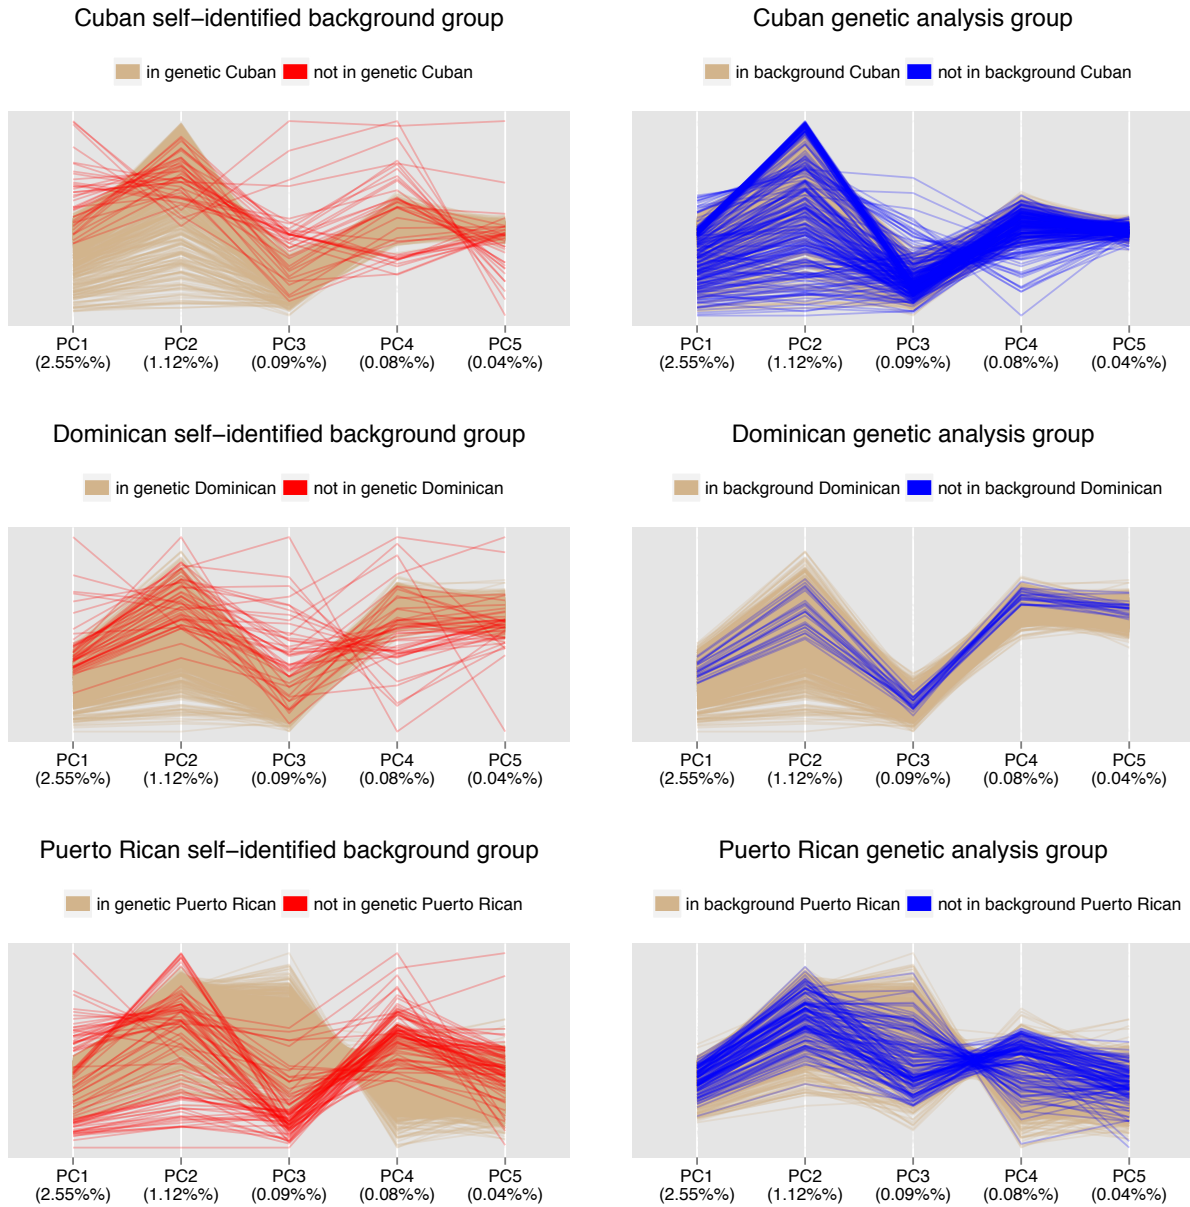 Cuban self−identified background group
in genetic Cuban not in genetic Cuban
PC1 PC2 PC3 PC4 PC5
(2.55%%) (1.12%%) (0.09%%) (0.08%%) (0.04%%)
Cuban genetic analysis group
in background Cuban not in background Cuban
PC1 PC2 PC3 PC4 PC5
(2.55%%) (1.12%%) (0.09%%) (0.08%%) (0.04%%)
Dominican self−identified background group
in genetic Dominican not in genetic Dominican
PC1 PC2 PC3 PC4 PC5
(2.55%%) (1.12%%) (0.09%%) (0.08%%) (0.04%%)
Dominican genetic analysis group
in background Dominican not in background Dominican
PC1 PC2 PC3 PC4 PC5
(2.55%%) (1.12%%) (0.09%%) (0.08%%) (0.04%%)
Puerto Rican self−identified background group
in genetic Puerto Rican not in genetic Puerto Rican
PC1 PC2 PC3 PC4 PC5
(2.55%%) (1.12%%) (0.09%%) (0.08%%) (0.04%%)
Puerto Rican genetic analysis group
in background Puerto Rican not in background Puerto Rican
PC1 PC2 PC3 PC4 PC5
(2.55%%) (1.12%%) (0.09%%) (0.08%%) (0.04%%)